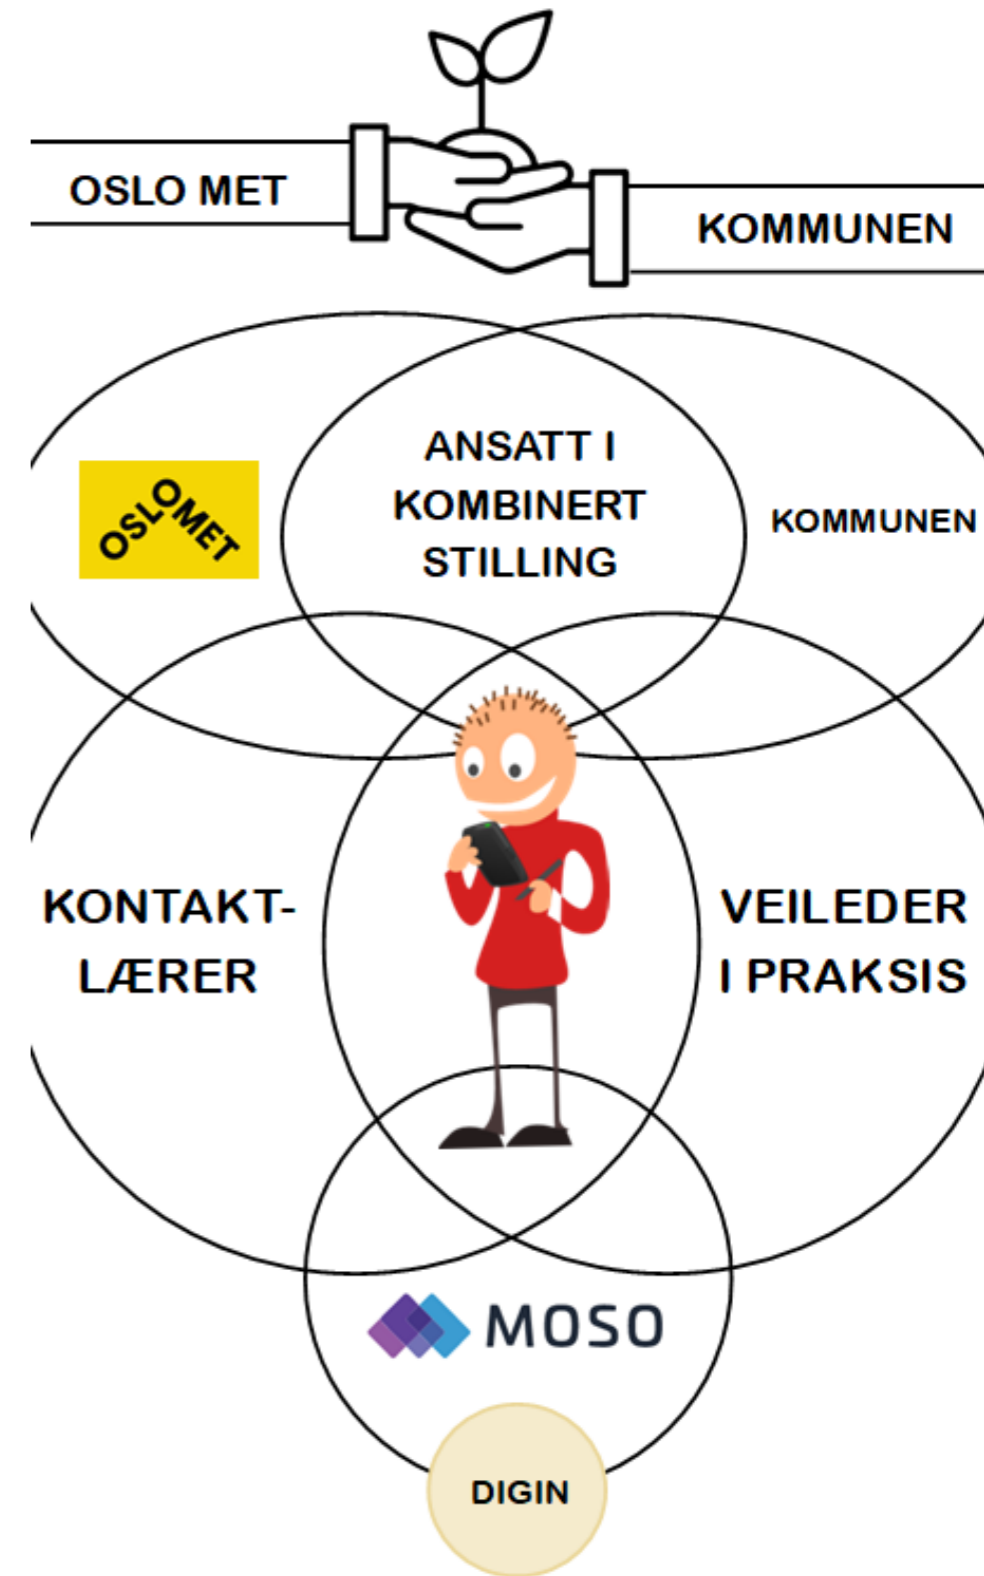 OSLO MET
KOMMUNEN
ANSATT I
KOMBINERT
STILLING
OSLOMET
KOMMUNEN
KONTAKT-
LÆRER
VEILEDER
I PRAKSIS
MOSO
DIGIN